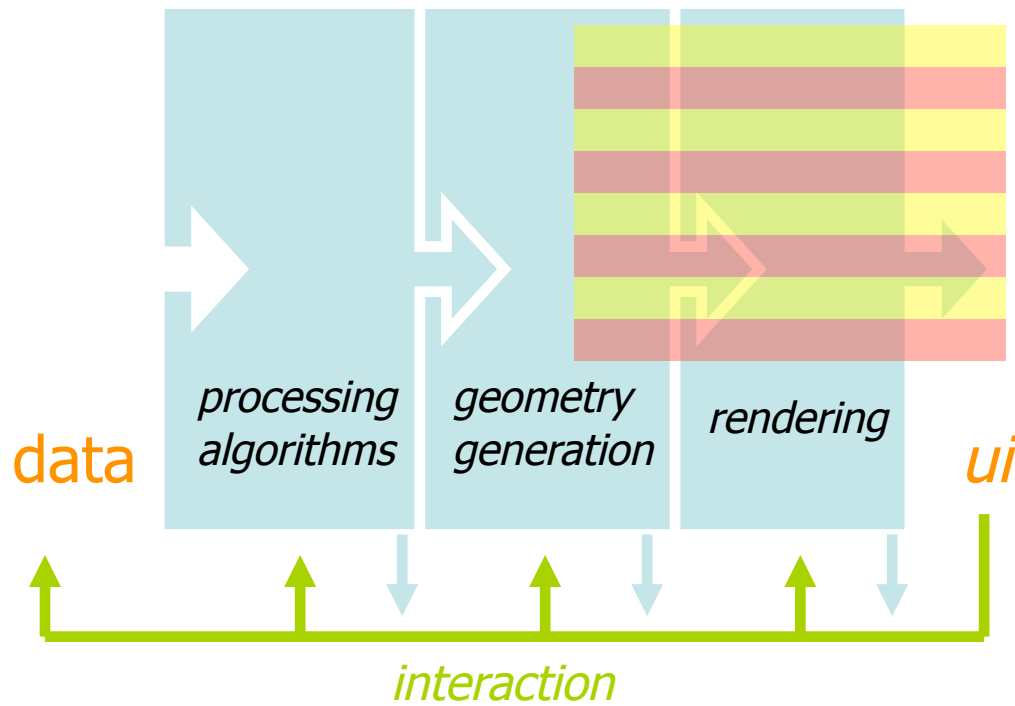 processing
algorithms
geometry
generation
rendering
data
ui
interaction